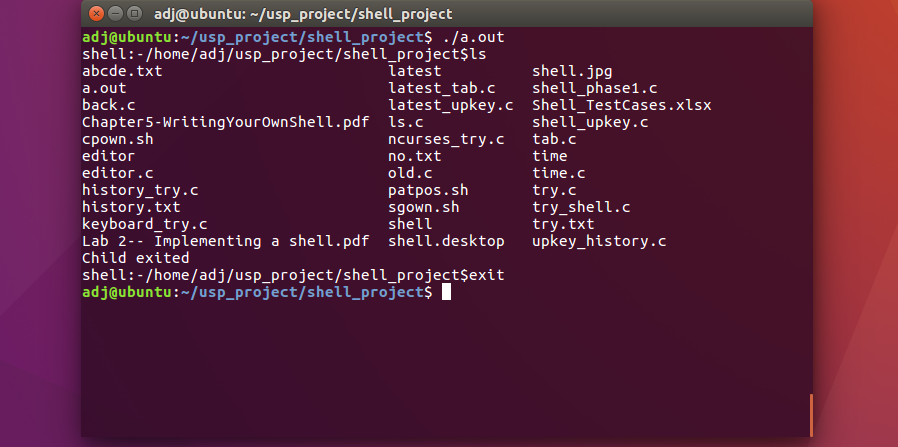 adj@ubuntu: ~/usp_project/shell_project
adj@ubuntu:~/usp_project/shell_project$ ./a.out
shell:-/home/adj/usp_project/shell_project$ls
abcde.txt latest shell.jpg
a.out latest_tab.c shell_phase1.c
back.c latest_upkey.c Shell_TestCases.xlsx
Chapter5-WritingYourOwnShell.pdf ls.c shell_upkey.c
cpown.sh ncurses_try.c tab.c
editor no.txt time
editor.c old.c time.c
history_try.c patpos.sh try.c
history.txt sgown.sh try_shell.c
keyboard_try.c shell try.txt
Lab 2-- Implementing a shell.pdf shell.desktop upkey_history.c
Child exited
shell:-/home/adj/usp_project/shell_project$exit
adj@ubuntu:~/usp_project/shell_project$